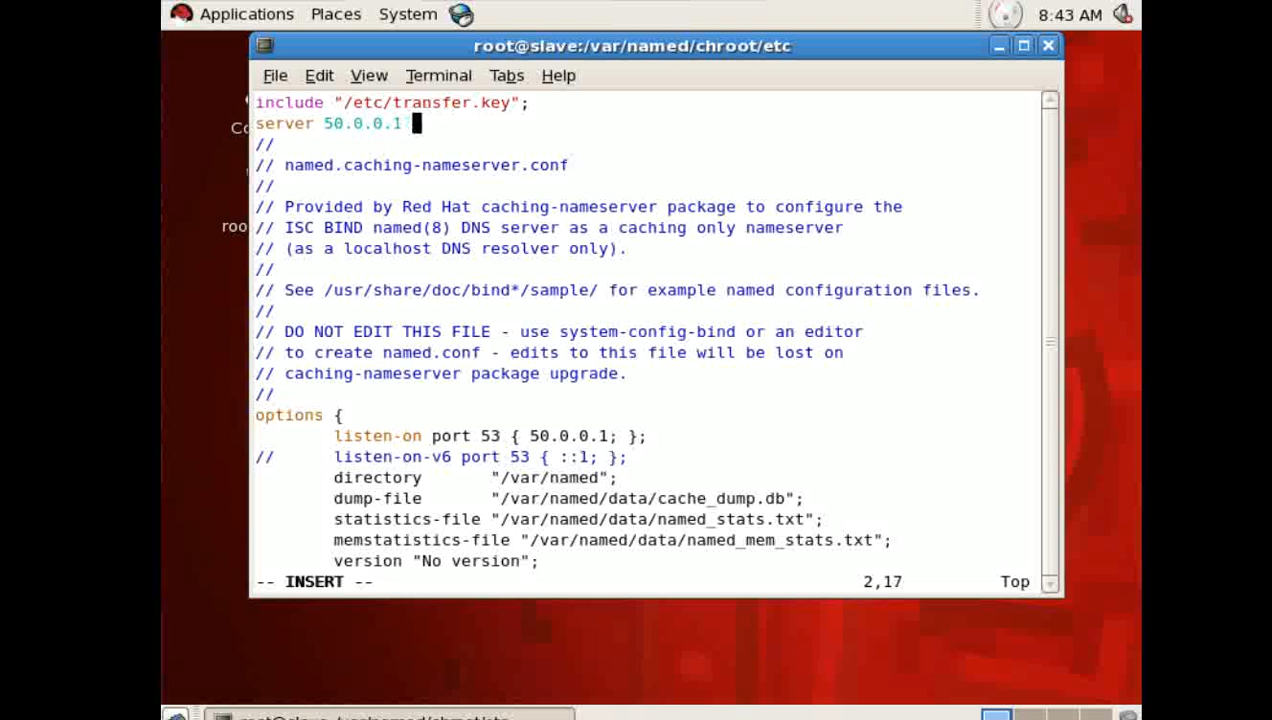 Applications Places System 8:43 AM
root@slave:/var/named/chroot/etc
File Edit View Terminal Tabs Help
include "/etc/transfer.key";
server 50.0.0.1
//
// named.caching-nameserver.conf
//
// Provided by Red Hat caching-nameserver package to configure the
// ISC BIND named(8) DNS server as a caching only nameserver
// (as a localhost DNS resolver only).
//
// See /usr/share/doc/bind*/sample/ for example named configuration files.
//
// DO NOT EDIT THIS FILE - use system-config-bind or an editor
// to create named.conf - edits to this file will be lost on
// caching-nameserver package upgrade.
//
options {
listen-on port 53 { 50.0.0.1; };
// listen-on-v6 port 53 { ::1; };
directory "/var/named";
dump-file "/var/named/data/cache_dump.db";
statistics-file "/var/named/data/named_stats.txt";
memstatistics-file "/var/named/data/named_mem_stats.txt";
version "No version";
-- INSERT -- 2,17 Top